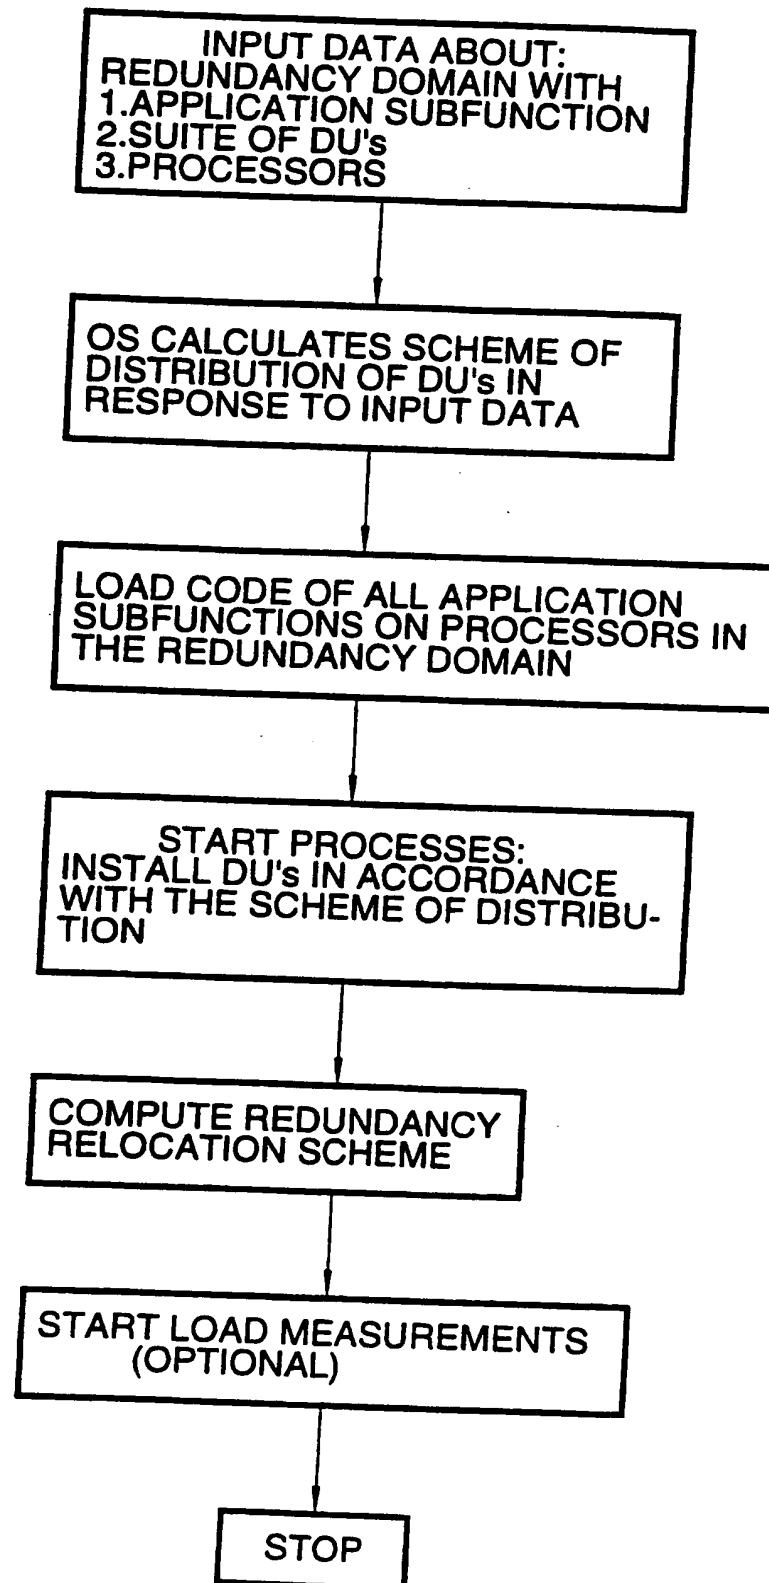 INPUT DATA ABOUT:
REDUNDANCY DOMAIN WITH
1.APPLICATION SUBFUNCTION
2.SUITE OF DU's
3.PROCESSORS
OS CALCULATES SCHEME OF
DISTRIBUTION OF DU's IN
RESPONSE TO INPUT DATA
LOAD CODE OF ALL APPLICATION
SUBFUNCTIONS ON PROCESSORS IN
THE REDUNDANCY DOMAIN
START PROCESSES:
INSTALL DU's IN ACCORDANCE
WITH THE SCHEME OF DISTRIBU-
TION
COMPUTE REDUNDANCY
RELOCATION SCHEME
START LOAD MEASUREMENTS
(OPTIONAL)
STOP